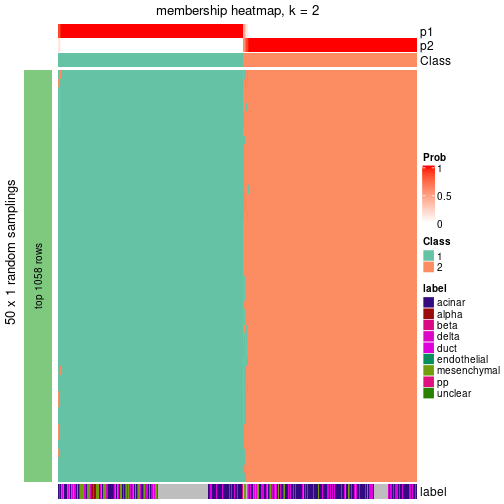 membership heatmap, k = 2
p1
p2
Class
50 x 1 random samplings
top 1058 rows
Prob
1
0.5
0
Class
1
2
label
acinar
alpha
beta
delta
duct
endothelial
mesenchymal
pp
unclear
label